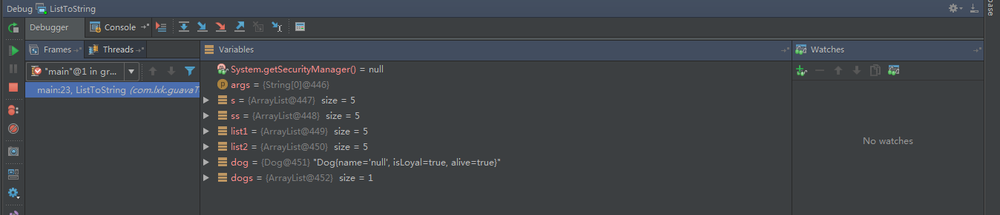 Debug ListToString
Debugger Console
Frames Threads Variables Watches
"main"@1 in gr...
main:23, ListToString (com.lxk.guavaT
System.getSecurityManager() = null
args = {String[0]@446}
s = {ArrayList@447} size = 5
ss = {ArrayList@448} size = 5
list1 = {ArrayList@449} size = 5
list2 = {ArrayList@450} size = 5
dog = {Dog@451} "Dog{name='null', isLoyal=true, alive=true}"
dogs = {ArrayList@452} size = 1
No watches
base